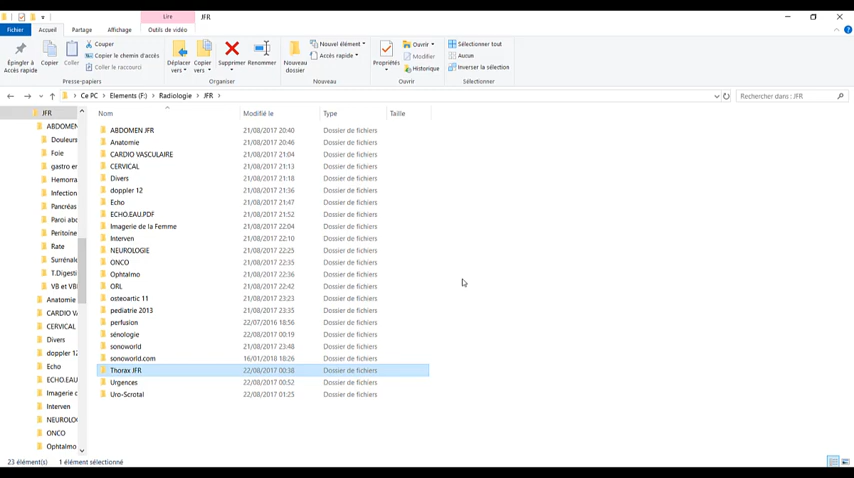 Lire JFR
Fichier Accueil Partage Affichage Outils de vidéo
Épingler à Accès rapide
Copier
Coller
Couper
Copier le chemin d'accès
Coller le raccourci
Presse-papiers
Déplacer vers
Copier vers
Supprimer
Renommer
Organiser
Nouveau dossier
Nouvel élément
Accès rapide
Nouveau
Propriétés
Ouvrir
Modifier
Historique
Ouvrir
Sélectionner tout
Aucun
Inverser la sélection
Sélectionner
Ce PC > Elements (F:) > Radiologie > JFR >
Rechercher dans : JFR
JFR
ABDOMEN
Douleurs
Foie
gastro en
Hemorra
Infection
Pancréas
Paroi abd
Peritoine
Rate
Surrénale
T.Digesti
VB et VBI
Anatomie
CARDIO VA
CERVICAL
Divers
doppler 12
Echo
ECHO.EAU
Imagerie d
Interven
NEUROLOG
ONCO
Ophtalmo
Nom Modifié le Type Taille
ABDOMEN JFR 21/08/2017 20:40 Dossier de fichiers
Anatomie 21/08/2017 20:46 Dossier de fichiers
CARDIO VASCULAIRE 21/08/2017 21:04 Dossier de fichiers
CERVICAL 21/08/2017 21:13 Dossier de fichiers
Divers 21/08/2017 21:18 Dossier de fichiers
doppler 12 21/08/2017 21:36 Dossier de fichiers
Echo 21/08/2017 21:47 Dossier de fichiers
ECHO.EAU.PDF 21/08/2017 21:52 Dossier de fichiers
Imagerie de la Femme 21/08/2017 22:04 Dossier de fichiers
Interven 21/08/2017 22:10 Dossier de fichiers
NEUROLOGIE 21/08/2017 22:25 Dossier de fichiers
ONCO 21/08/2017 22:35 Dossier de fichiers
Ophtalmo 21/08/2017 22:36 Dossier de fichiers
ORL 21/08/2017 22:42 Dossier de fichiers
osteoartic 11 21/08/2017 23:23 Dossier de fichiers
pediatrie 2013 21/08/2017 23:35 Dossier de fichiers
perfusion 22/07/2016 18:56 Dossier de fichiers
sénologie 22/08/2017 00:19 Dossier de fichiers
sonoworld 21/08/2017 23:48 Dossier de fichiers
sonoworld.com 16/01/2018 18:26 Dossier de fichiers
Thorax JFR 22/08/2017 00:38 Dossier de fichiers
Urgences 22/08/2017 00:52 Dossier de fichiers
Uro-Scrotal 22/08/2017 01:25 Dossier de fichiers
23 élément(s) 1 élément sélectionné